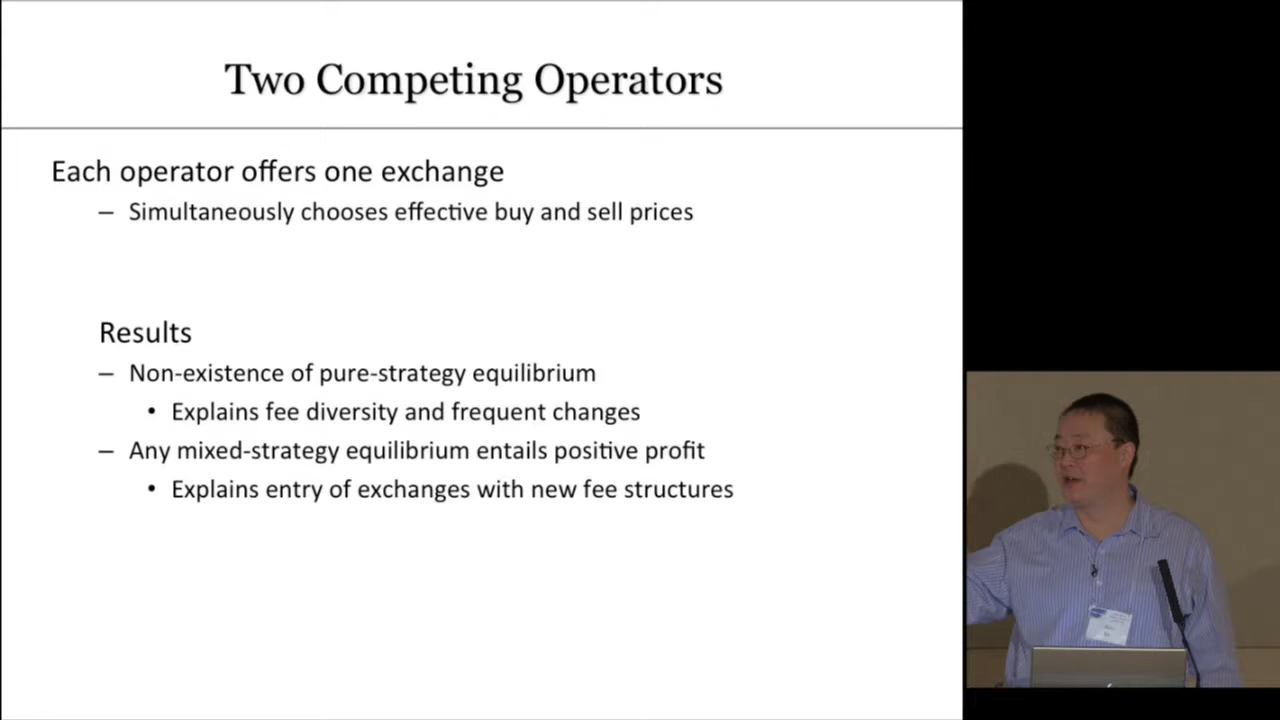 Two Competing Operators
Each operator offers one exchange
– Simultaneously chooses effective buy and sell prices
Results
– Non-existence of pure-strategy equilibrium
• Explains fee diversity and frequent changes
– Any mixed-strategy equilibrium entails positive profit
• Explains entry of exchanges with new fee structures